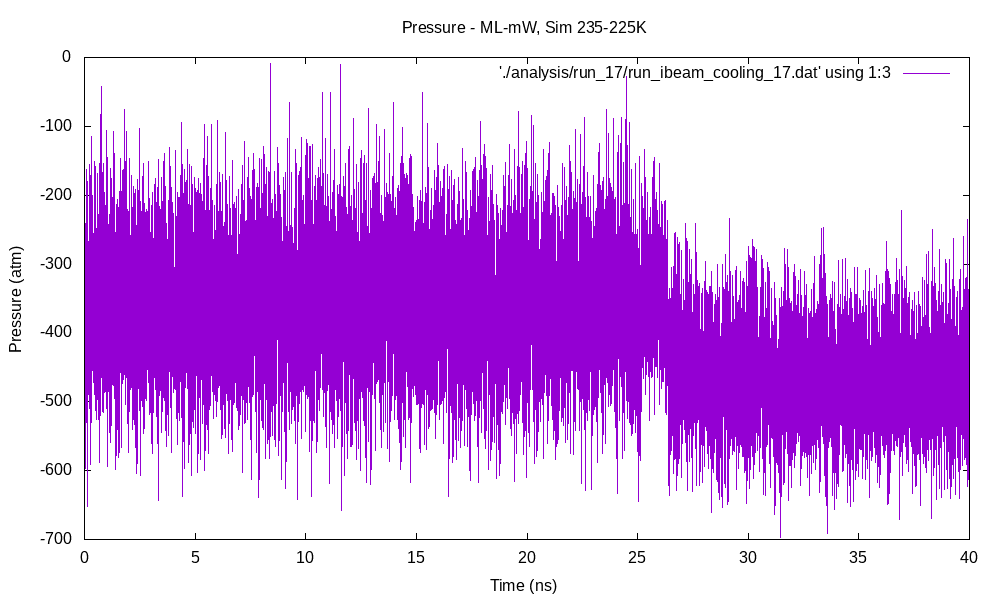 Pressure - ML-mW, Sim 235-225K
'./analysis/run_17/run_ibeam_cooling_17.dat' using 1:3
Pressure (atm)
0
-100
-200
-300
-400
-500
-600
-700
0 5 10 15 20 25 30 35 40
Time (ns)